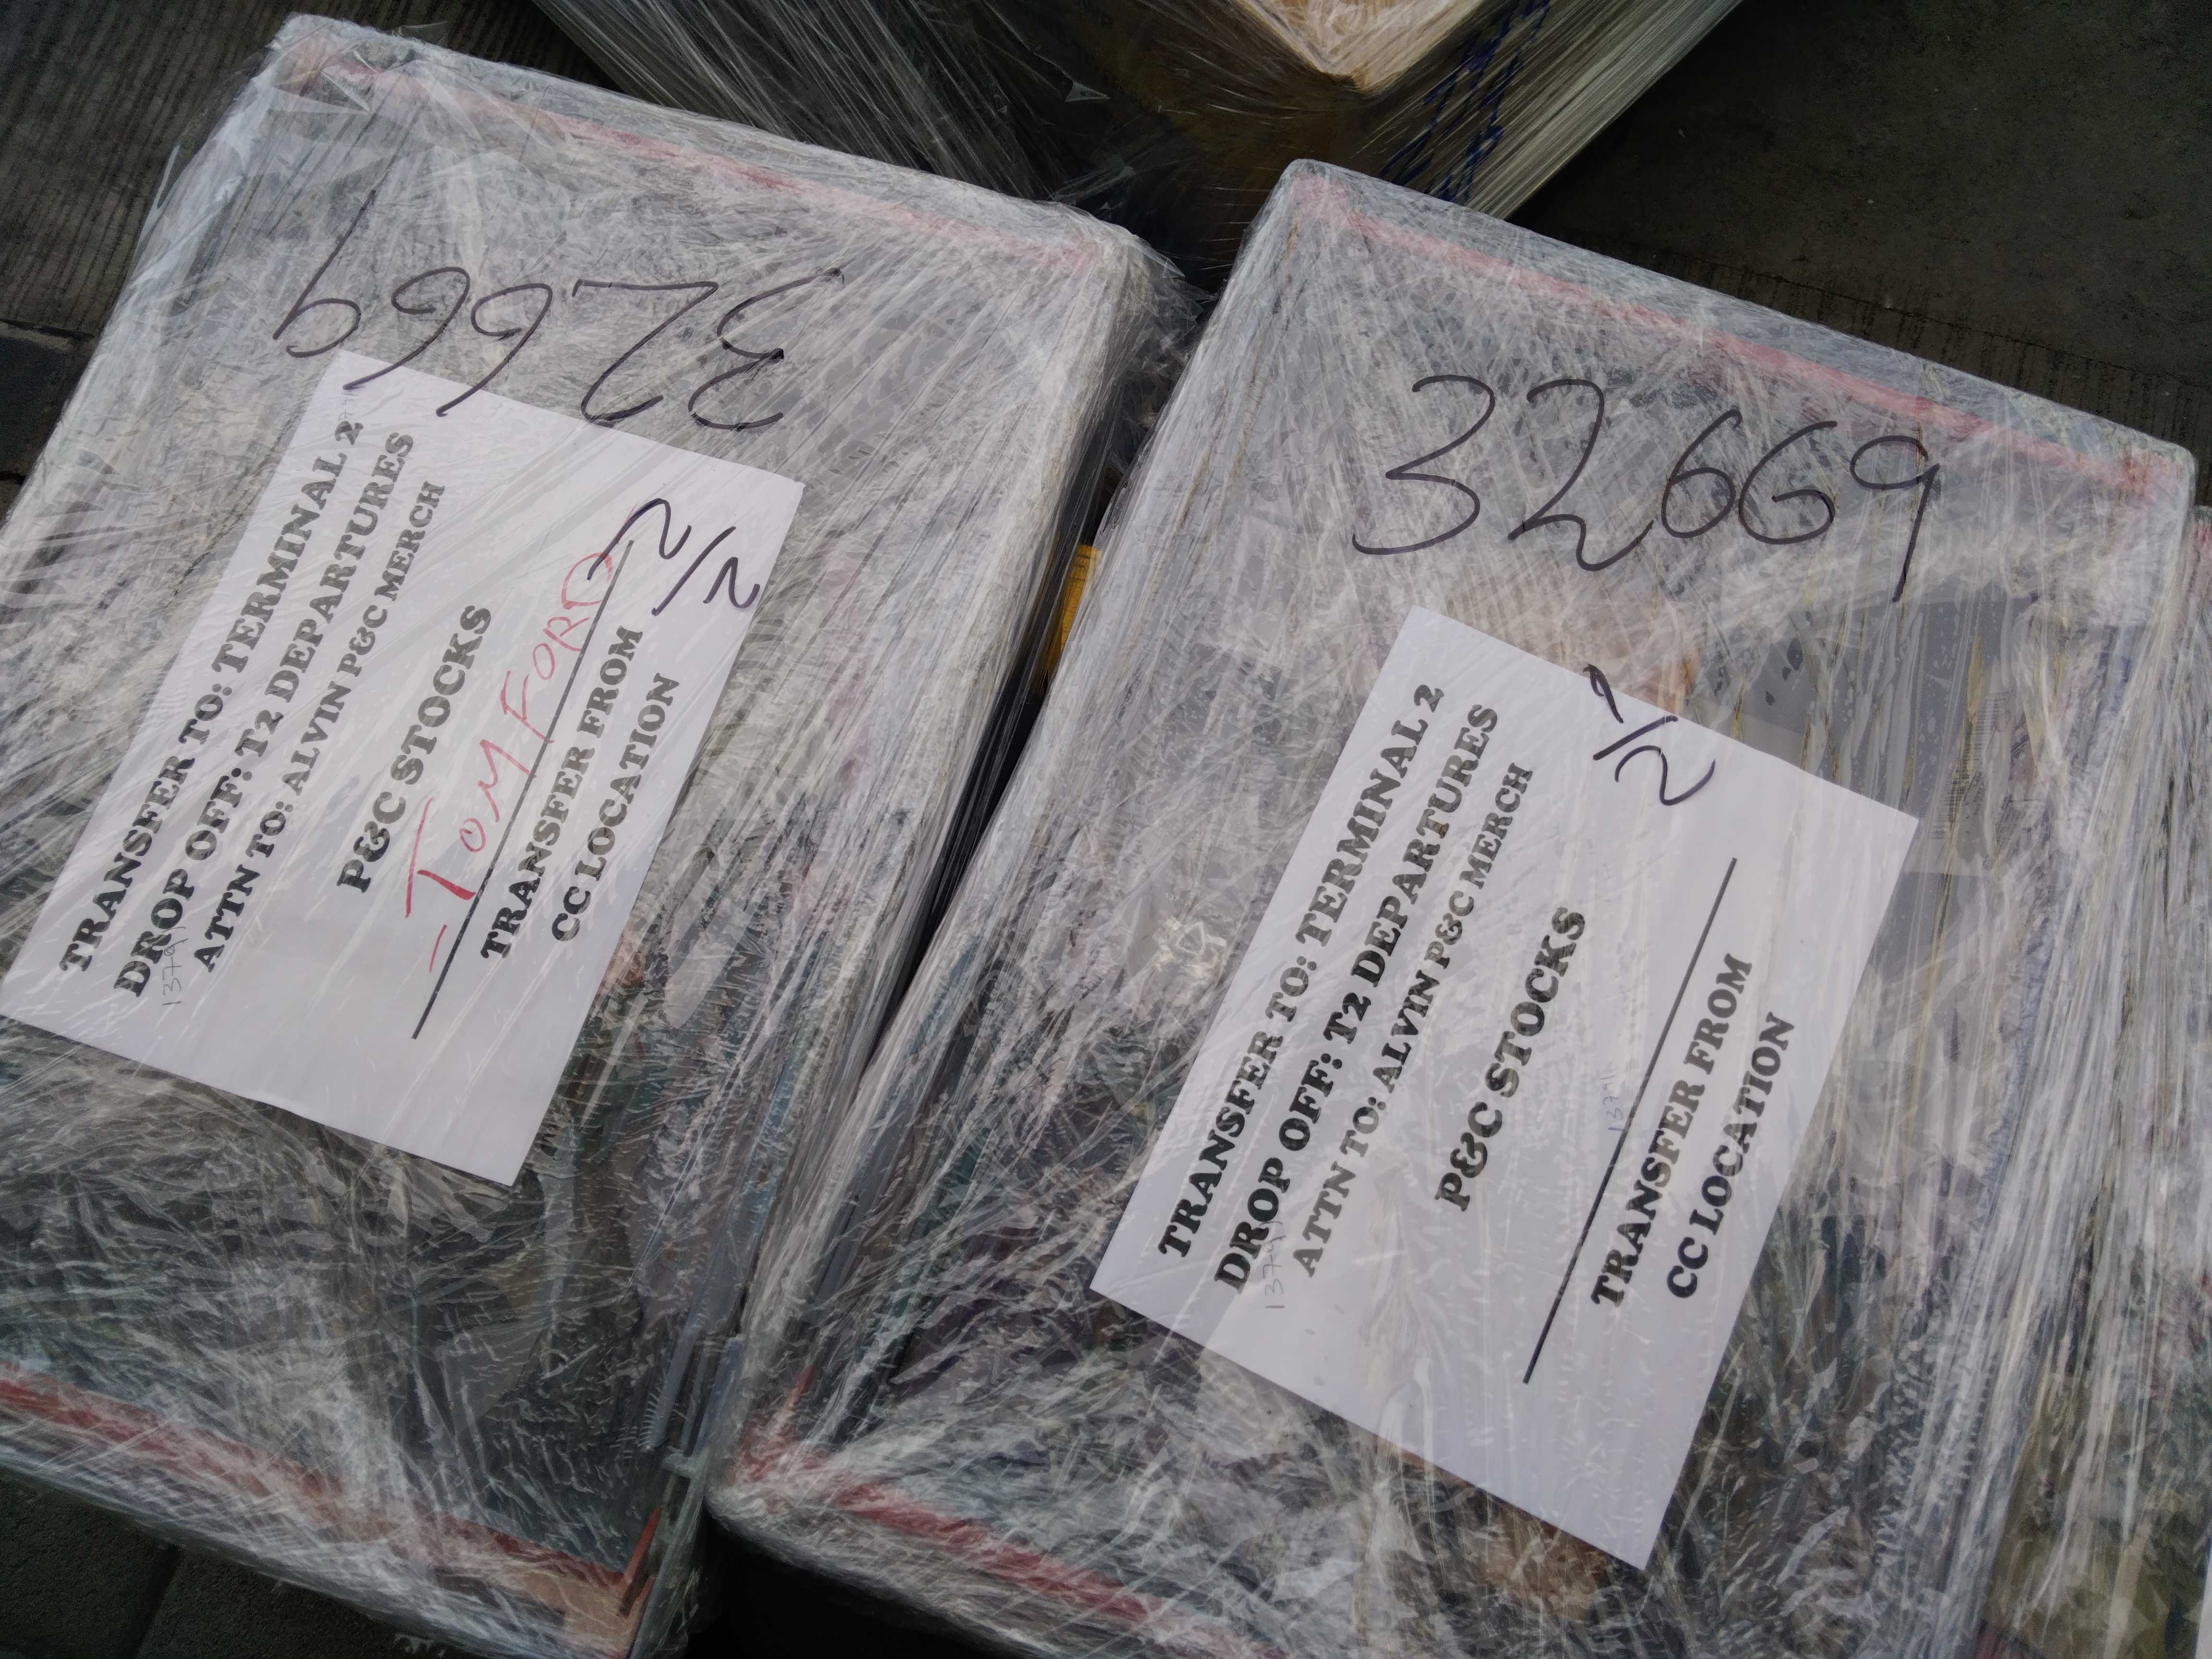 32669
TRANSFER TO: TERMINAL 2
DROP OFF: T2 DEPARTURES
ATTN TO: ALVIN P&C MERCH
P&C STOCKS
- TOM FORD
2/2
TRANSFER FROM
CC LOCATION
32669
1/2
TRANSFER TO: TERMINAL 2
DROP OFF: T2 DEPARTURES
ATTN TO: ALVIN P&C MERCH
P&C STOCKS
TRANSFER FROM
CC LOCATION